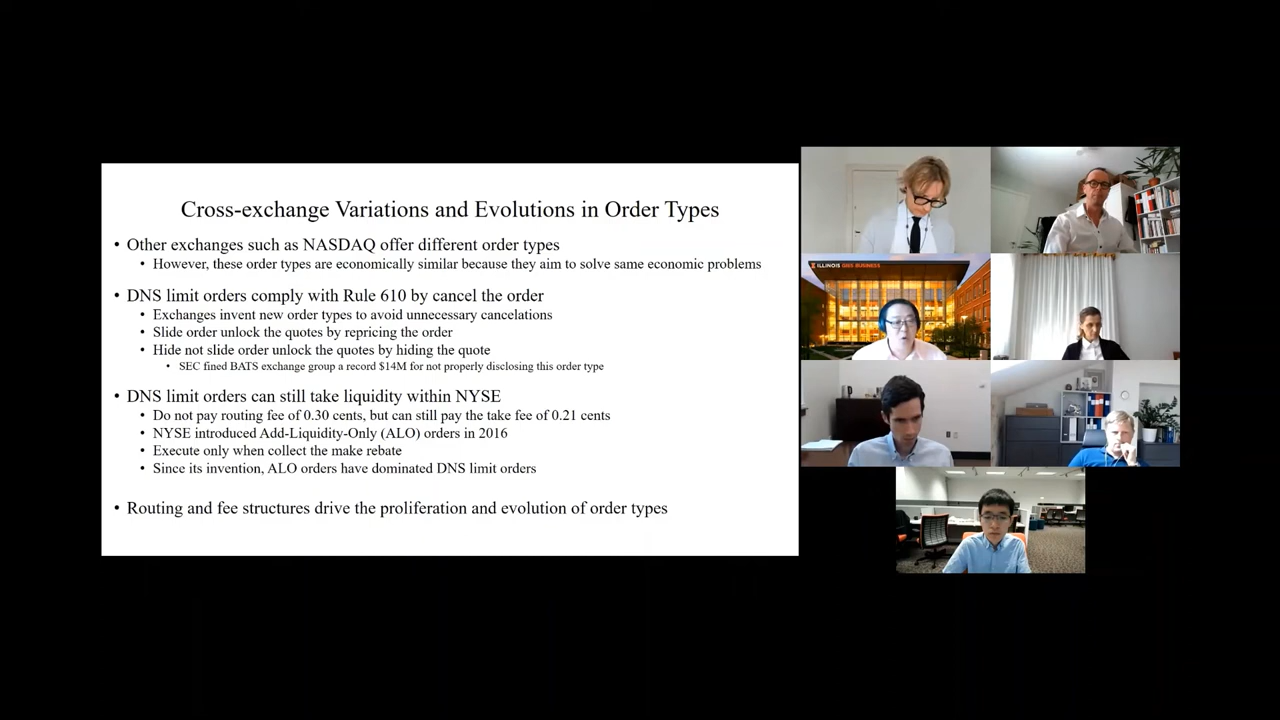 Cross-exchange Variations and Evolutions in Order Types
• Other exchanges such as NASDAQ offer different order types
• However, these order types are economically similar because they aim to solve same economic problems
• DNS limit orders comply with Rule 610 by cancel the order
• Exchanges invent new order types to avoid unnecessary cancelations
• Slide order unlock the quotes by repricing the order
• Hide not slide order unlock the quotes by hiding the quote
• SEC fined BATS exchange group a record $14M for not properly disclosing this order type
• DNS limit orders can still take liquidity within NYSE
• Do not pay routing fee of 0.30 cents, but can still pay the take fee of 0.21 cents
• NYSE introduced Add-Liquidity-Only (ALO) orders in 2016
• Execute only when collect the make rebate
• Since its invention, ALO orders have dominated DNS limit orders
• Routing and fee structures drive the proliferation and evolution of order types
ILLINOIS GIES BUSINESS